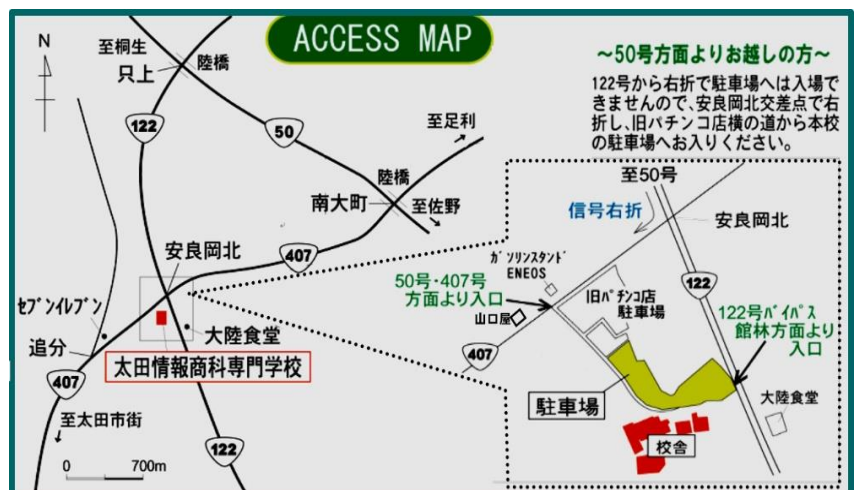 ACCESS MAP
N
至桐生
只上
陸橋
122
50
至足利
陸橋
南大町
至佐野
安良岡北
407
セブンイレブン
追分
大陸食堂
太田情報商科専門学校
407
至太田市街
122
0 700m
～50号方面よりお越しの方～
122号から右折で駐車場へは入場で
きませんので、安良岡北交差点で右
折し、旧パチンコ店横の道から本校
の駐車場へお入りください。
至50号
信号右折
安良岡北
ｶﾞｿﾘﾝｽﾀﾝﾄﾞ
ENEOS
50号・407号
方面より入口
旧ﾊﾟﾁﾝｺ店
駐車場
122
山口屋
122号ﾊﾞｲﾊﾟｽ
館林方面より
入口
407
駐車場
大陸食堂
校舎